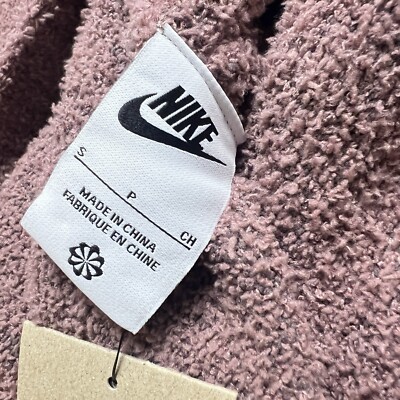 NIKE
S P CH
MADE IN CHINA
FABRIQUE EN CHINE